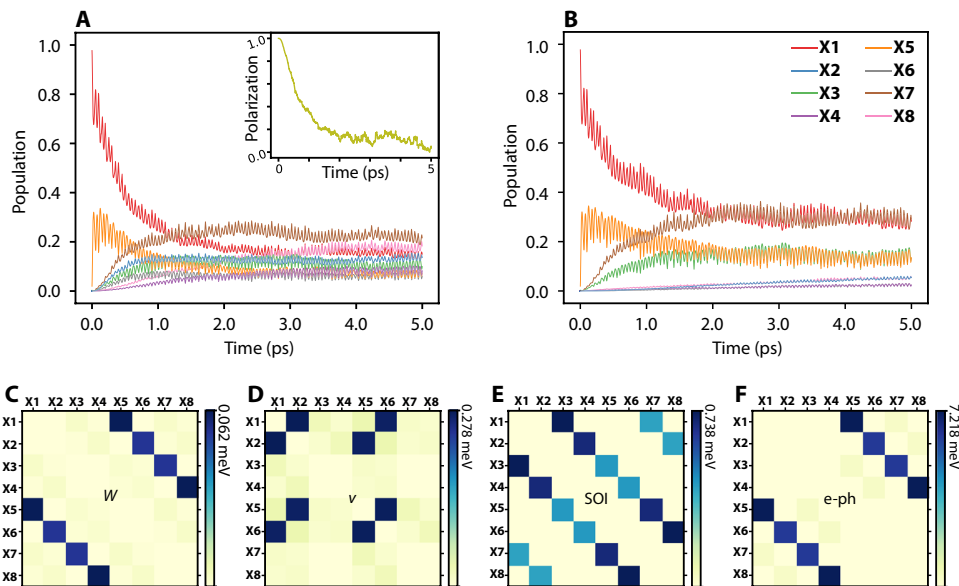 A
Population
1.0
0.8
0.6
0.4
0.2
0.0
0.0 1.0 2.0 3.0 4.0 5.0
Time (ps)
Polarization
1.0
0.0
0 5
Time (ps)
B
Population
1.0
0.8
0.6
0.4
0.2
0.0
0.0 1.0 2.0 3.0 4.0 5.0
Time (ps)
X1 X5
X2 X6
X3 X7
X4 X8
C
X1 X2 X3 X4 X5 X6 X7 X8
X1
X2
X3
X4
X5
X6
X7
X8
W
0.062 meV
D
X1 X2 X3 X4 X5 X6 X7 X8
X1
X2
X3
X4
X5
X6
X7
X8
v
0.278 meV
E
X1 X2 X3 X4 X5 X6 X7 X8
X1
X2
X3
X4
X5
X6
X7
X8
SOI
0.738 meV
F
X1 X2 X3 X4 X5 X6 X7 X8
X1
X2
X3
X4
X5
X6
X7
X8
e-ph
7.218 meV